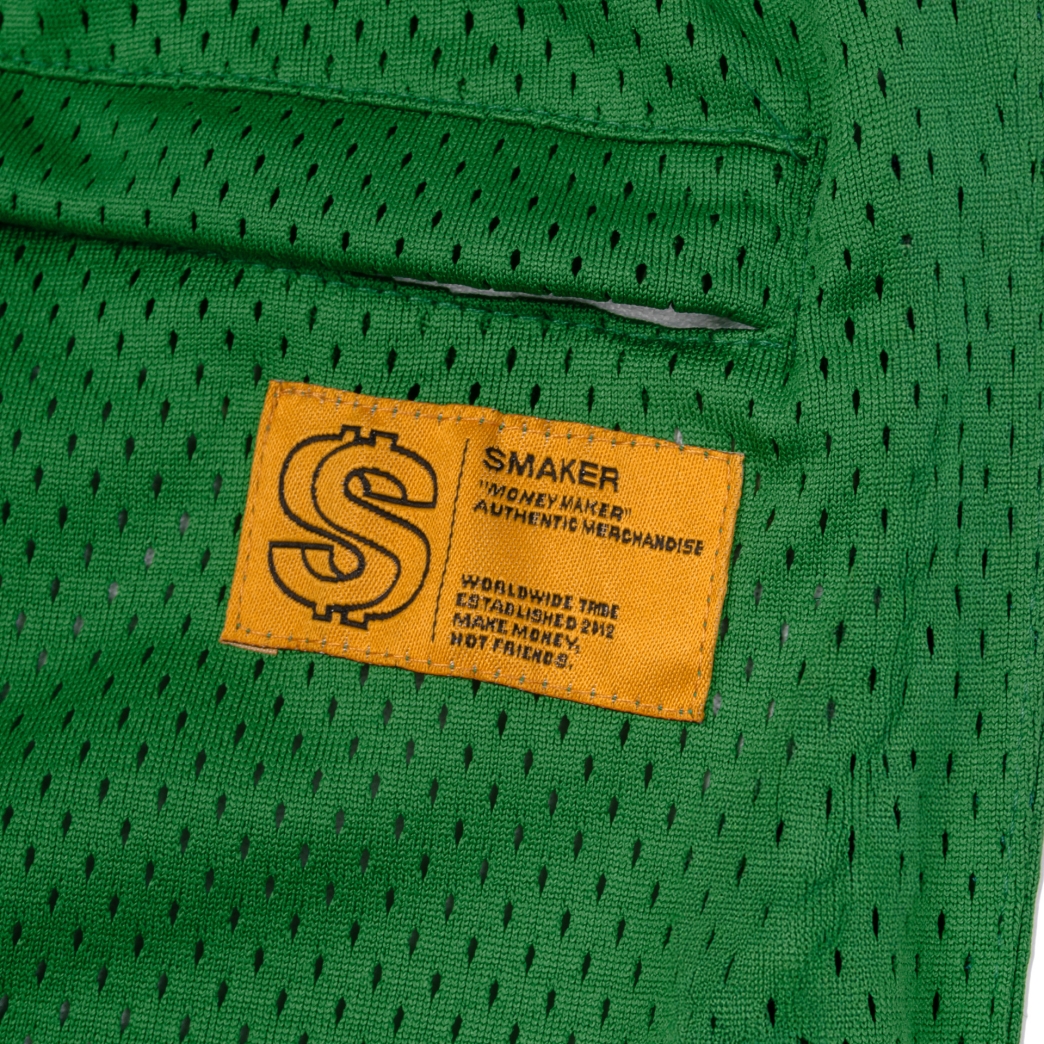 $
SMAKER
"MONEY MAKER"
AUTHENTIC MERCHANDISE
WORLDWIDE TRIBE
ESTABLISHED 2012
MAKE MONEY,
NOT FRIENDS.